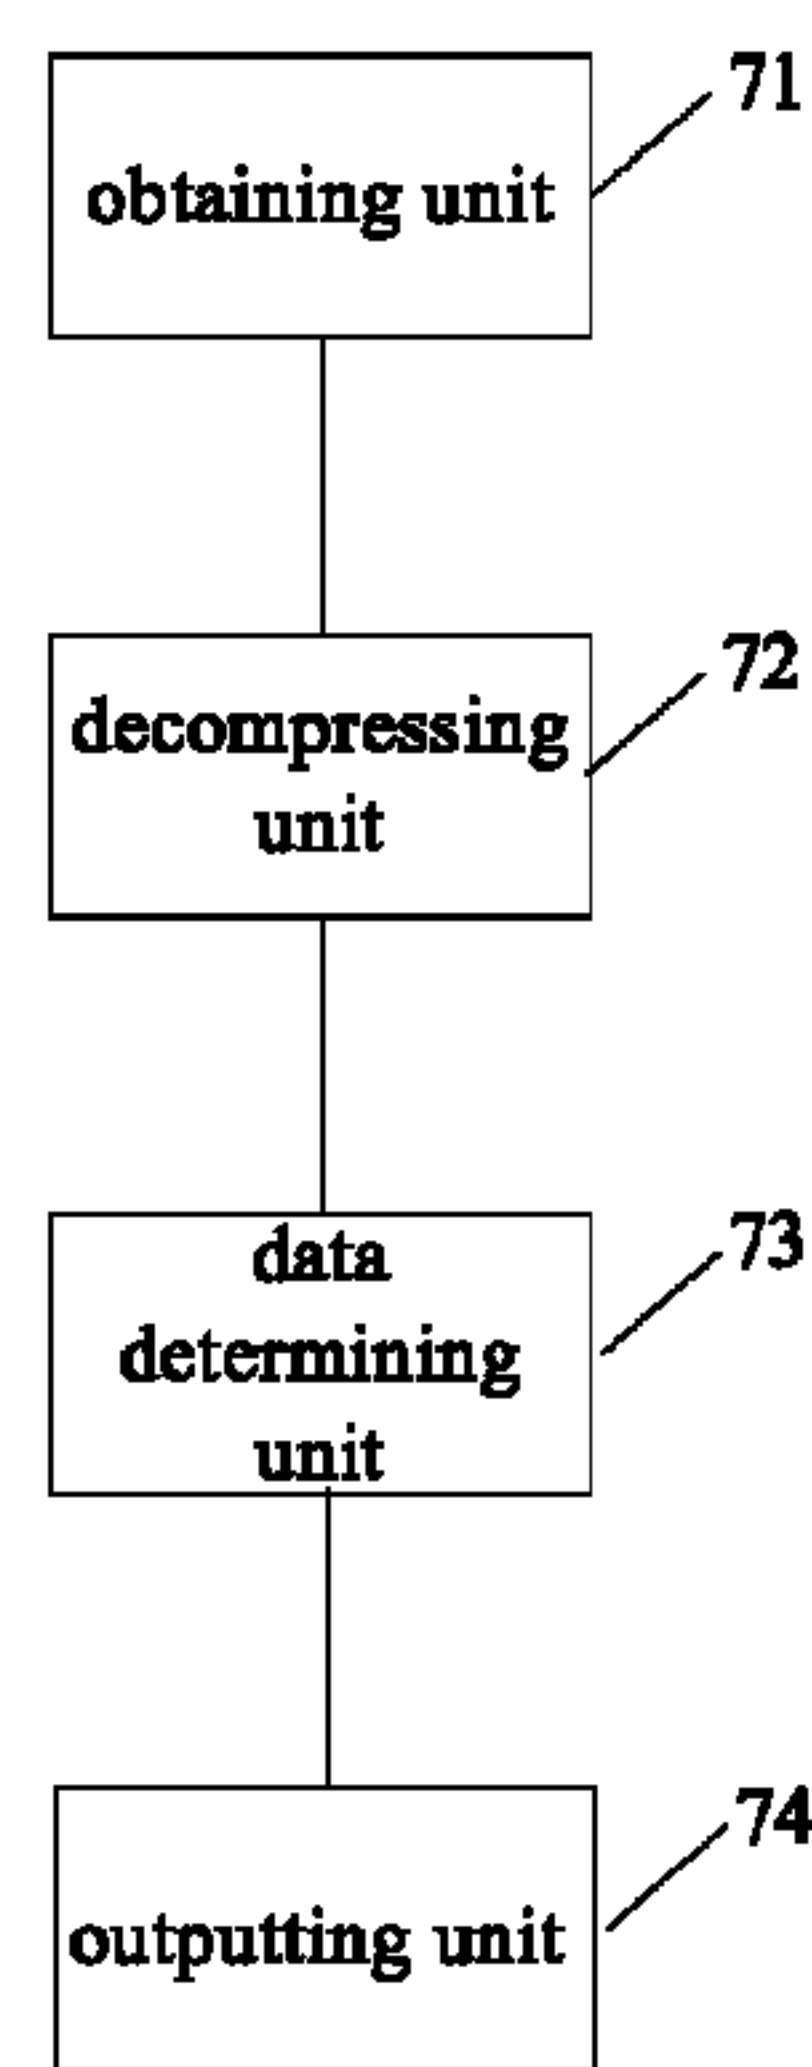 71
obtaining unit
72
decompressing
unit
73
data
determining
unit
74
outputting unit